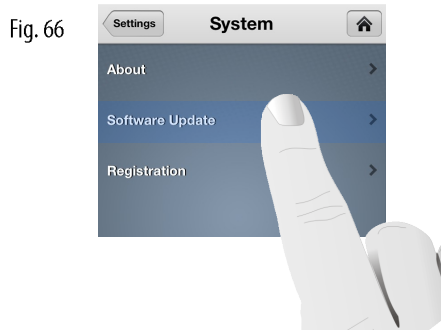 Fig. 66
Settings
System
About
Software Update
Registration